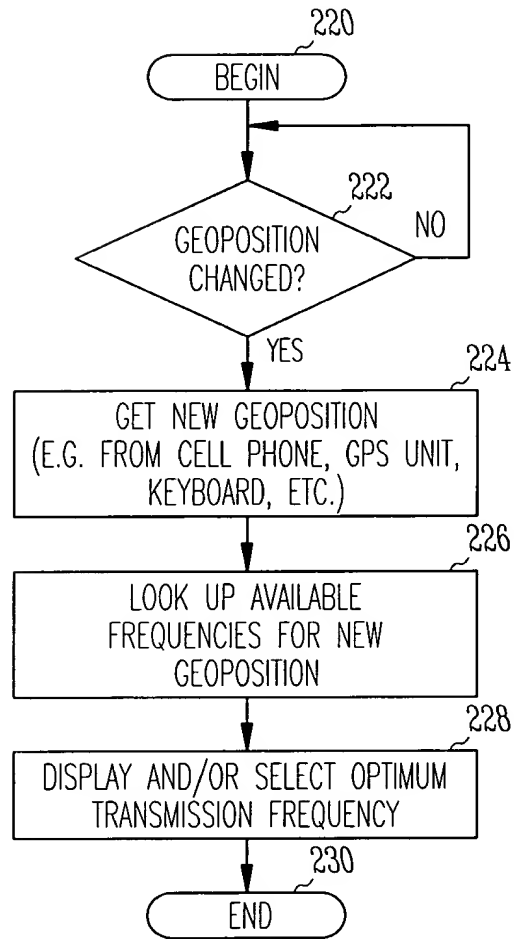 220
BEGIN
222
GEOPOSITION
CHANGED?
NO
YES
224
GET NEW GEOPOSITION
(E.G. FROM CELL PHONE, GPS UNIT,
KEYBOARD, ETC.)
226
LOOK UP AVAILABLE
FREQUENCIES FOR NEW
GEOPOSITION
228
DISPLAY AND/OR SELECT OPTIMUM
TRANSMISSION FREQUENCY
230
END